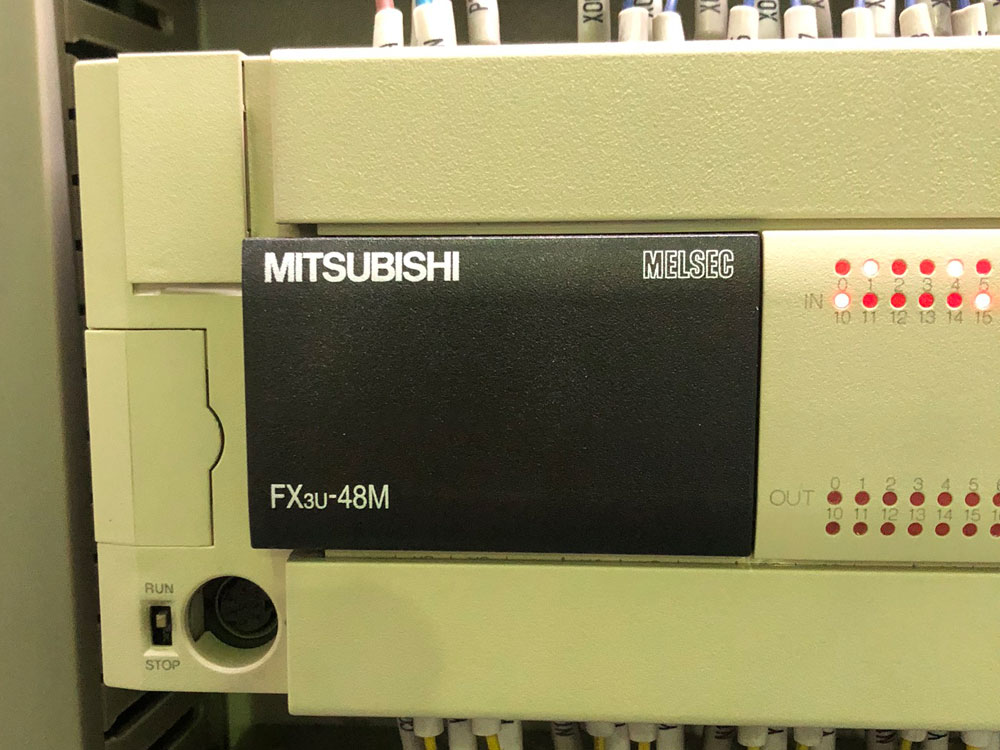 MITSUBISHI MELSEC
0 1 2 3 4 5
IN
10 11 12 13 14 15
FX3U-48M
0 1 2 3 4 5
OUT
10 11 12 13 14 15
RUN
STOP